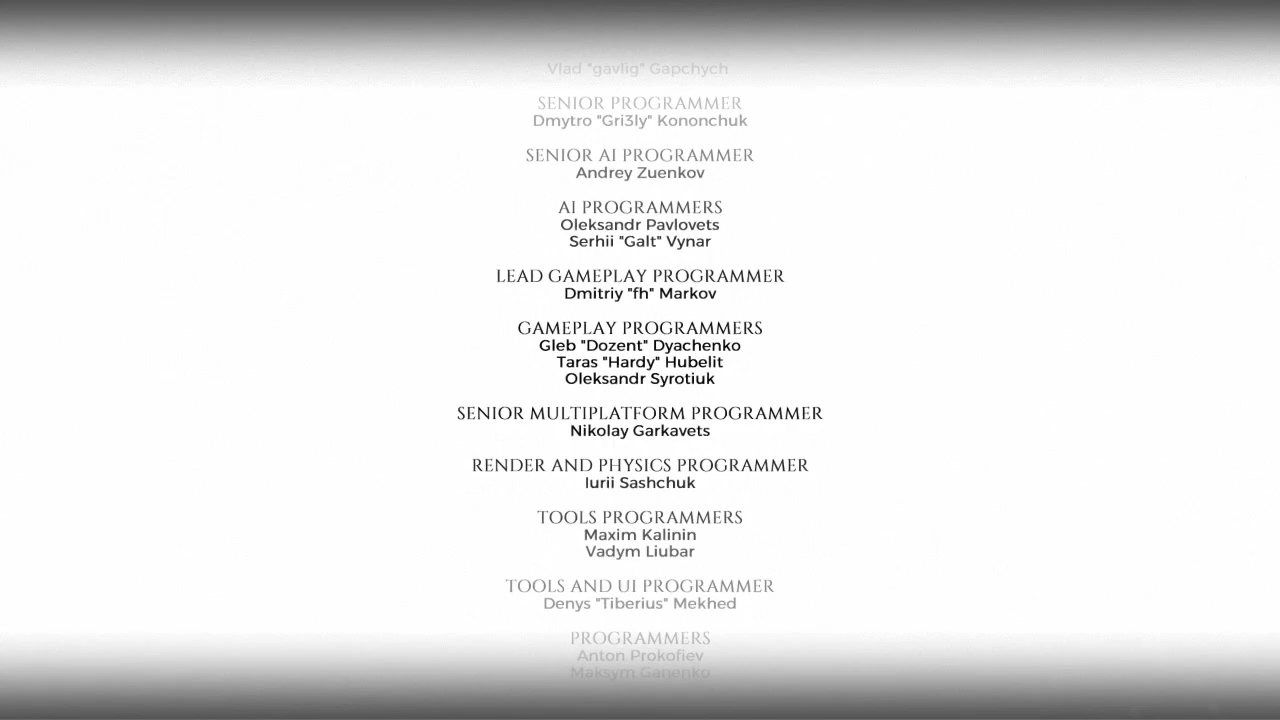 Vlad "gavlig" Gapchych
SENIOR PROGRAMMER
Dmytro "Gri3ly" Kononchuk
SENIOR AI PROGRAMMER
Andrey Zuenkov
AI PROGRAMMERS
Oleksandr Pavlovets
Serhii "Galt" Vynar
LEAD GAMEPLAY PROGRAMMER
Dmitriy "fh" Markov
GAMEPLAY PROGRAMMERS
Gleb "Dozent" Dyachenko
Taras "Hardy" Hubelit
Oleksandr Syrotiuk
SENIOR MULTIPLATFORM PROGRAMMER
Nikolay Garkavets
RENDER AND PHYSICS PROGRAMMER
Iurii Sashchuk
TOOLS PROGRAMMERS
Maxim Kalinin
Vadym Liubar
TOOLS AND UI PROGRAMMER
Denys "Tiberius" Mekhed
PROGRAMMERS
Anton Prokofiev
Maksym Ganenko